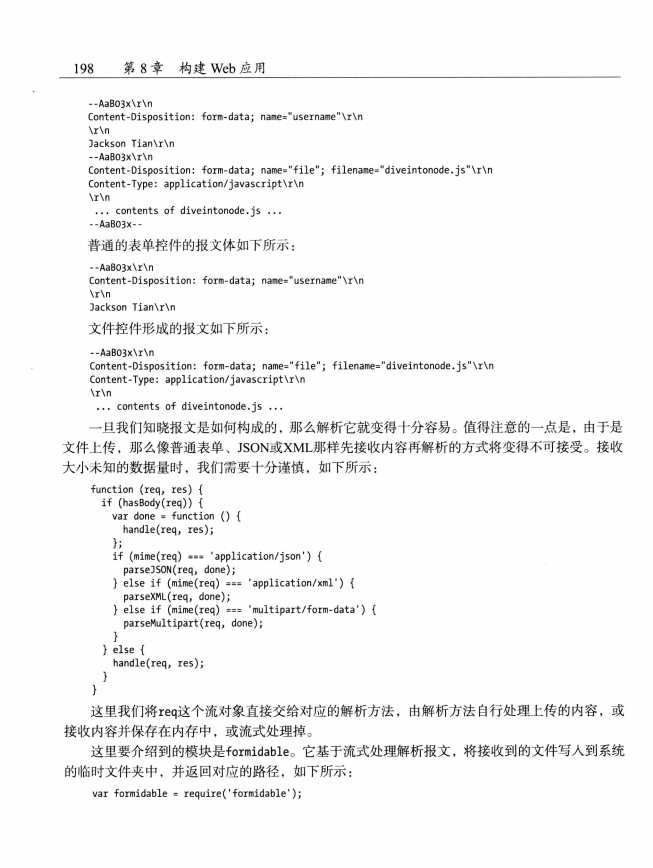 198 第 8 章 构建 Web 应用
--AaB03x\r\n
Content-Disposition: form-data; name="username"\r\n
\r\n
Jackson Tian\r\n
--AaB03x\r\n
Content-Disposition: form-data; name="file"; filename="diveintonode.js"\r\n
Content-Type: application/javascript\r\n
\r\n
... contents of diveintonode.js ...
--AaB03x--
普通的表单控件的报文体如下所示：
--AaB03x\r\n
Content-Disposition: form-data; name="username"\r\n
\r\n
Jackson Tian\r\n
文件控件形成的报文如下所示：
--AaB03x\r\n
Content-Disposition: form-data; name="file"; filename="diveintonode.js"\r\n
Content-Type: application/javascript\r\n
\r\n
... contents of diveintonode.js ...
一旦我们知晓报文是如何构成的，那么解析它就变得十分容易。值得注意的一点是，由于是
文件上传，那么像普通表单、JSON或XML那样先接收内容再解析的方式将变得不可接受。接收
大小未知的数据量时，我们需要十分谨慎，如下所示：
function (req, res) {
if (hasBody(req)) {
var done = function () {
handle(req, res);
};
if (mime(req) === 'application/json') {
parseJSON(req, done);
} else if (mime(req) === 'application/xml') {
parseXML(req, done);
} else if (mime(req) === 'multipart/form-data') {
parseMultipart(req, done);
}
} else {
handle(req, res);
}
}
这里我们将req这个流对象直接交给对应的解析方法，由解析方法自行处理上传的内容，或
接收内容并保存在内存中，或流式处理掉。
这里要介绍到的模块是formidable。它基于流式处理解析报文，将接收到的文件写入到系统
的临时文件夹中，并返回对应的路径，如下所示：
var formidable = require('formidable');